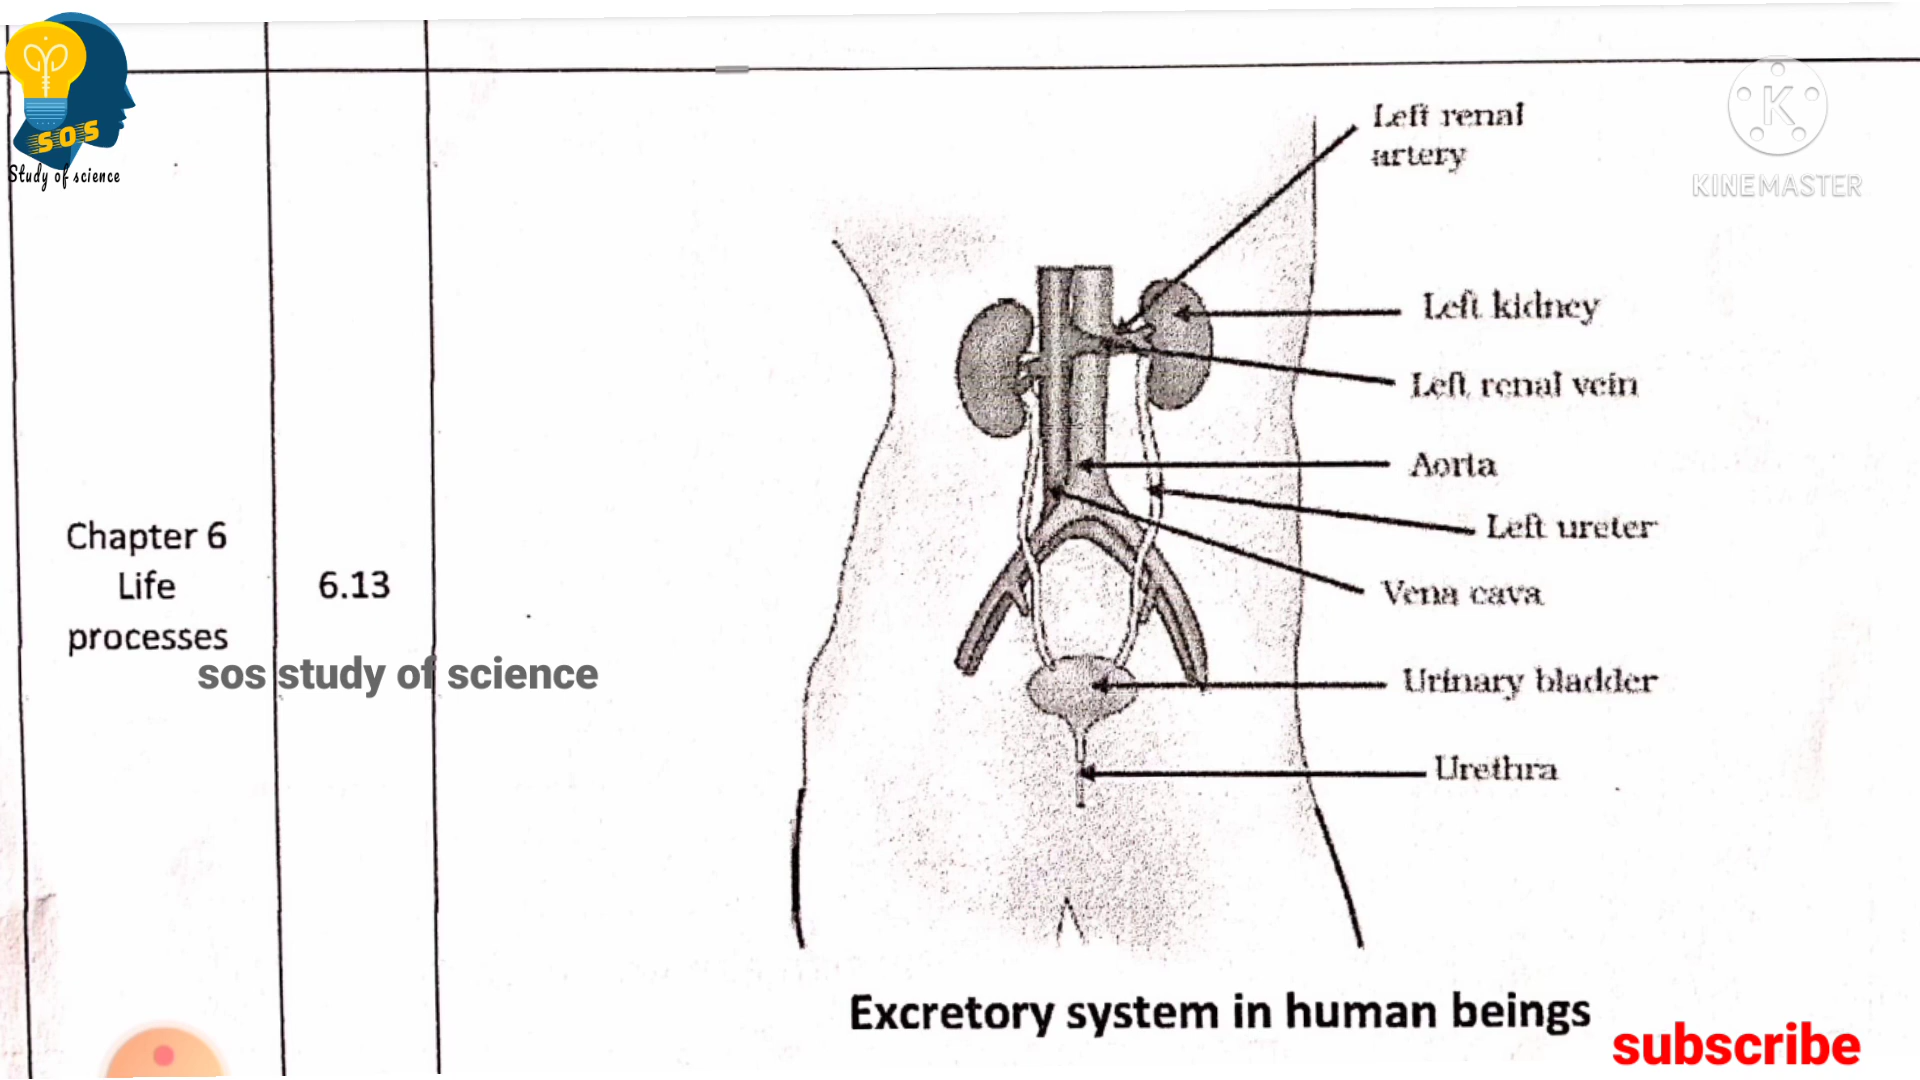 SOS
Study of science
Left renal
artery
K
KINEMASTER
Left kidney
Left renal vein
Aorta
Left ureter
Chapter 6
Life
processes
6.13
Vena cava
sos study of science
Urinary bladder
Urethra
Excretory system in human beings
subscribe